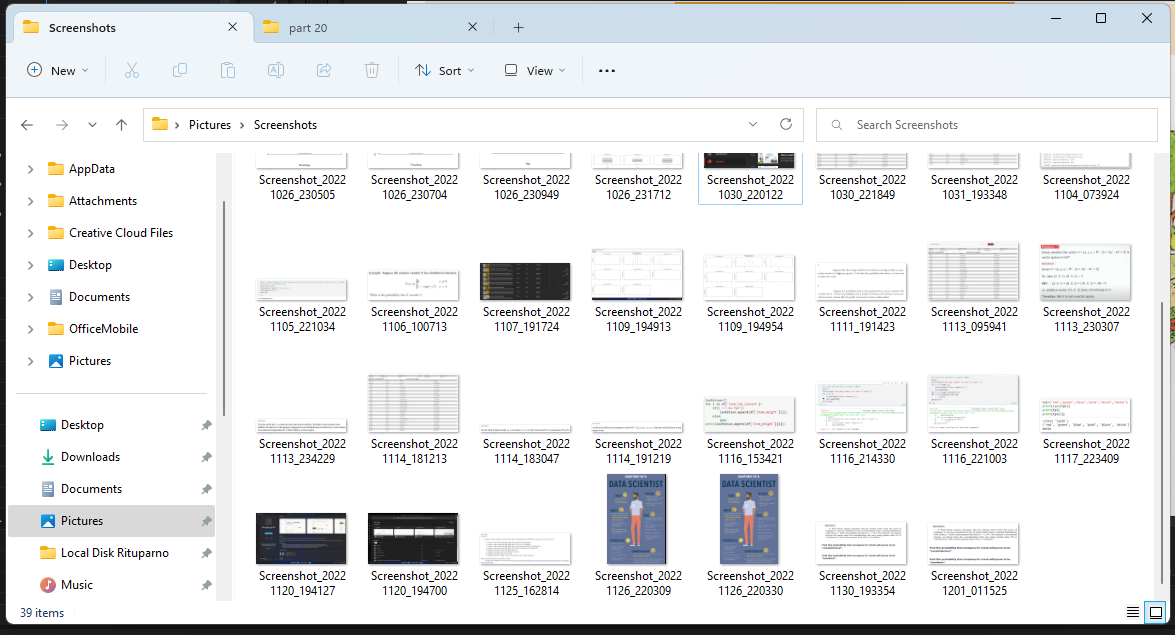 Screenshots
part 20
New
Sort
View
Pictures
Screenshots
Search Screenshots
AppData
Attachments
Creative Cloud Files
Desktop
Documents
OfficeMobile
Pictures
Desktop
Downloads
Documents
Pictures
Local Disk Rituparno
Music
Screenshot_2022
1026_230505
Screenshot_2022
1026_230704
Screenshot_2022
1026_230949
Screenshot_2022
1026_231712
Screenshot_2022
1030_220122
Screenshot_2022
1030_221849
Screenshot_2022
1031_193348
Screenshot_2022
1104_073924
Screenshot_2022
1105_221034
Screenshot_2022
1106_100713
Screenshot_2022
1107_191724
Screenshot_2022
1109_194913
Screenshot_2022
1109_194954
Screenshot_2022
1111_191423
Screenshot_2022
1113_095941
Screenshot_2022
1113_230307
Screenshot_2022
1113_234229
Screenshot_2022
1114_181213
Screenshot_2022
1114_183047
Screenshot_2022
1114_191219
Screenshot_2022
1116_153421
Screenshot_2022
1116_214330
Screenshot_2022
1116_221003
Screenshot_2022
1117_223409
DATA SCIENTIST
DATA SCIENTIST
Screenshot_2022
1120_194127
Screenshot_2022
1120_194700
Screenshot_2022
1125_162814
Screenshot_2022
1126_220309
Screenshot_2022
1126_220330
Screenshot_2022
1130_193354
Screenshot_2022
1201_011525
39 items